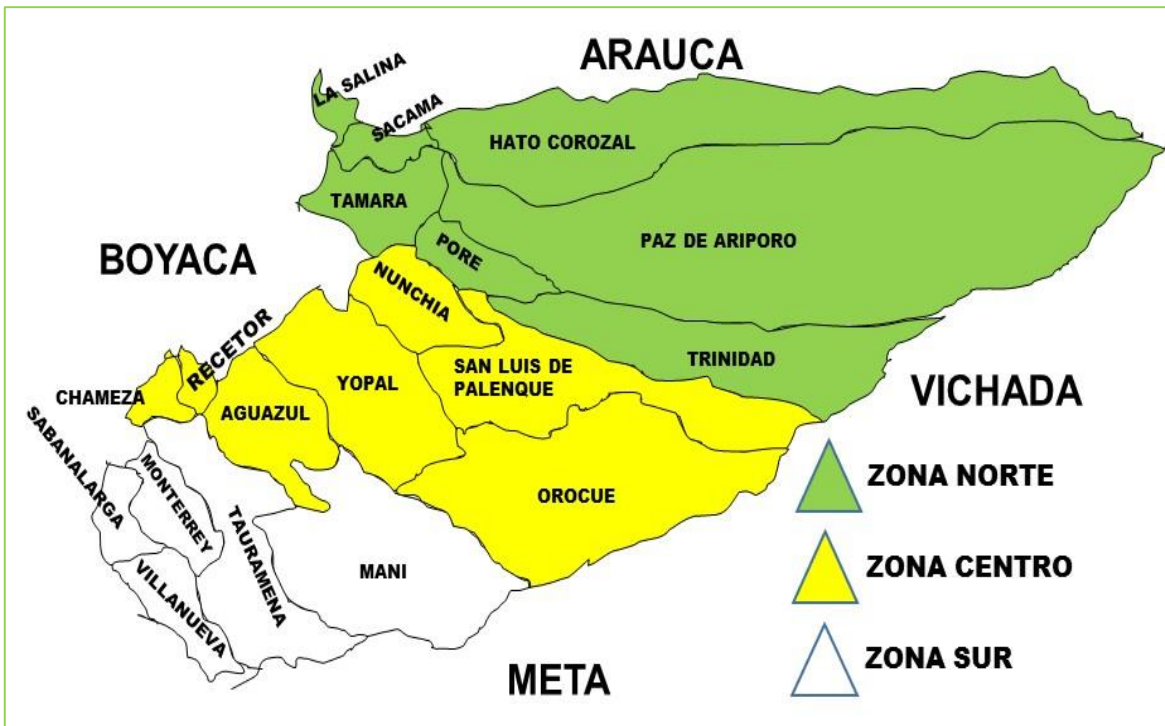 ARAUCA
LA SALINA
SACAMA
HATO COROZAL
TAMARA
PAZ DE ARIPORO
PORE
BOYACA
NUNCHIA
RECETOR
SAN LUIS DE
PALENQUE
TRINIDAD
YOPAL
CHAMEZA
AGUAZUL
VICHADA
SABANALARGA
MONTERREY
OROCUE
ZONA NORTE
TAURAMENA
MANI
ZONA CENTRO
VILLANUEVA
META
ZONA SUR